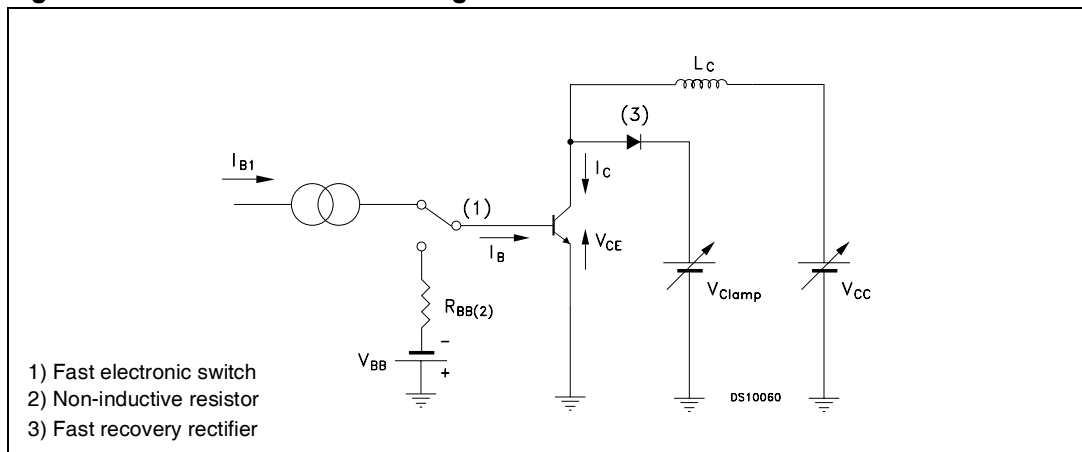 L_C
(3)
I_B1
I_C
(1)
I_B
V_CE
V_Clamp
V_CC
R_BB(2)
−
V_BB
+
DS10060
1) Fast electronic switch
2) Non-inductive resistor
3) Fast recovery rectifier